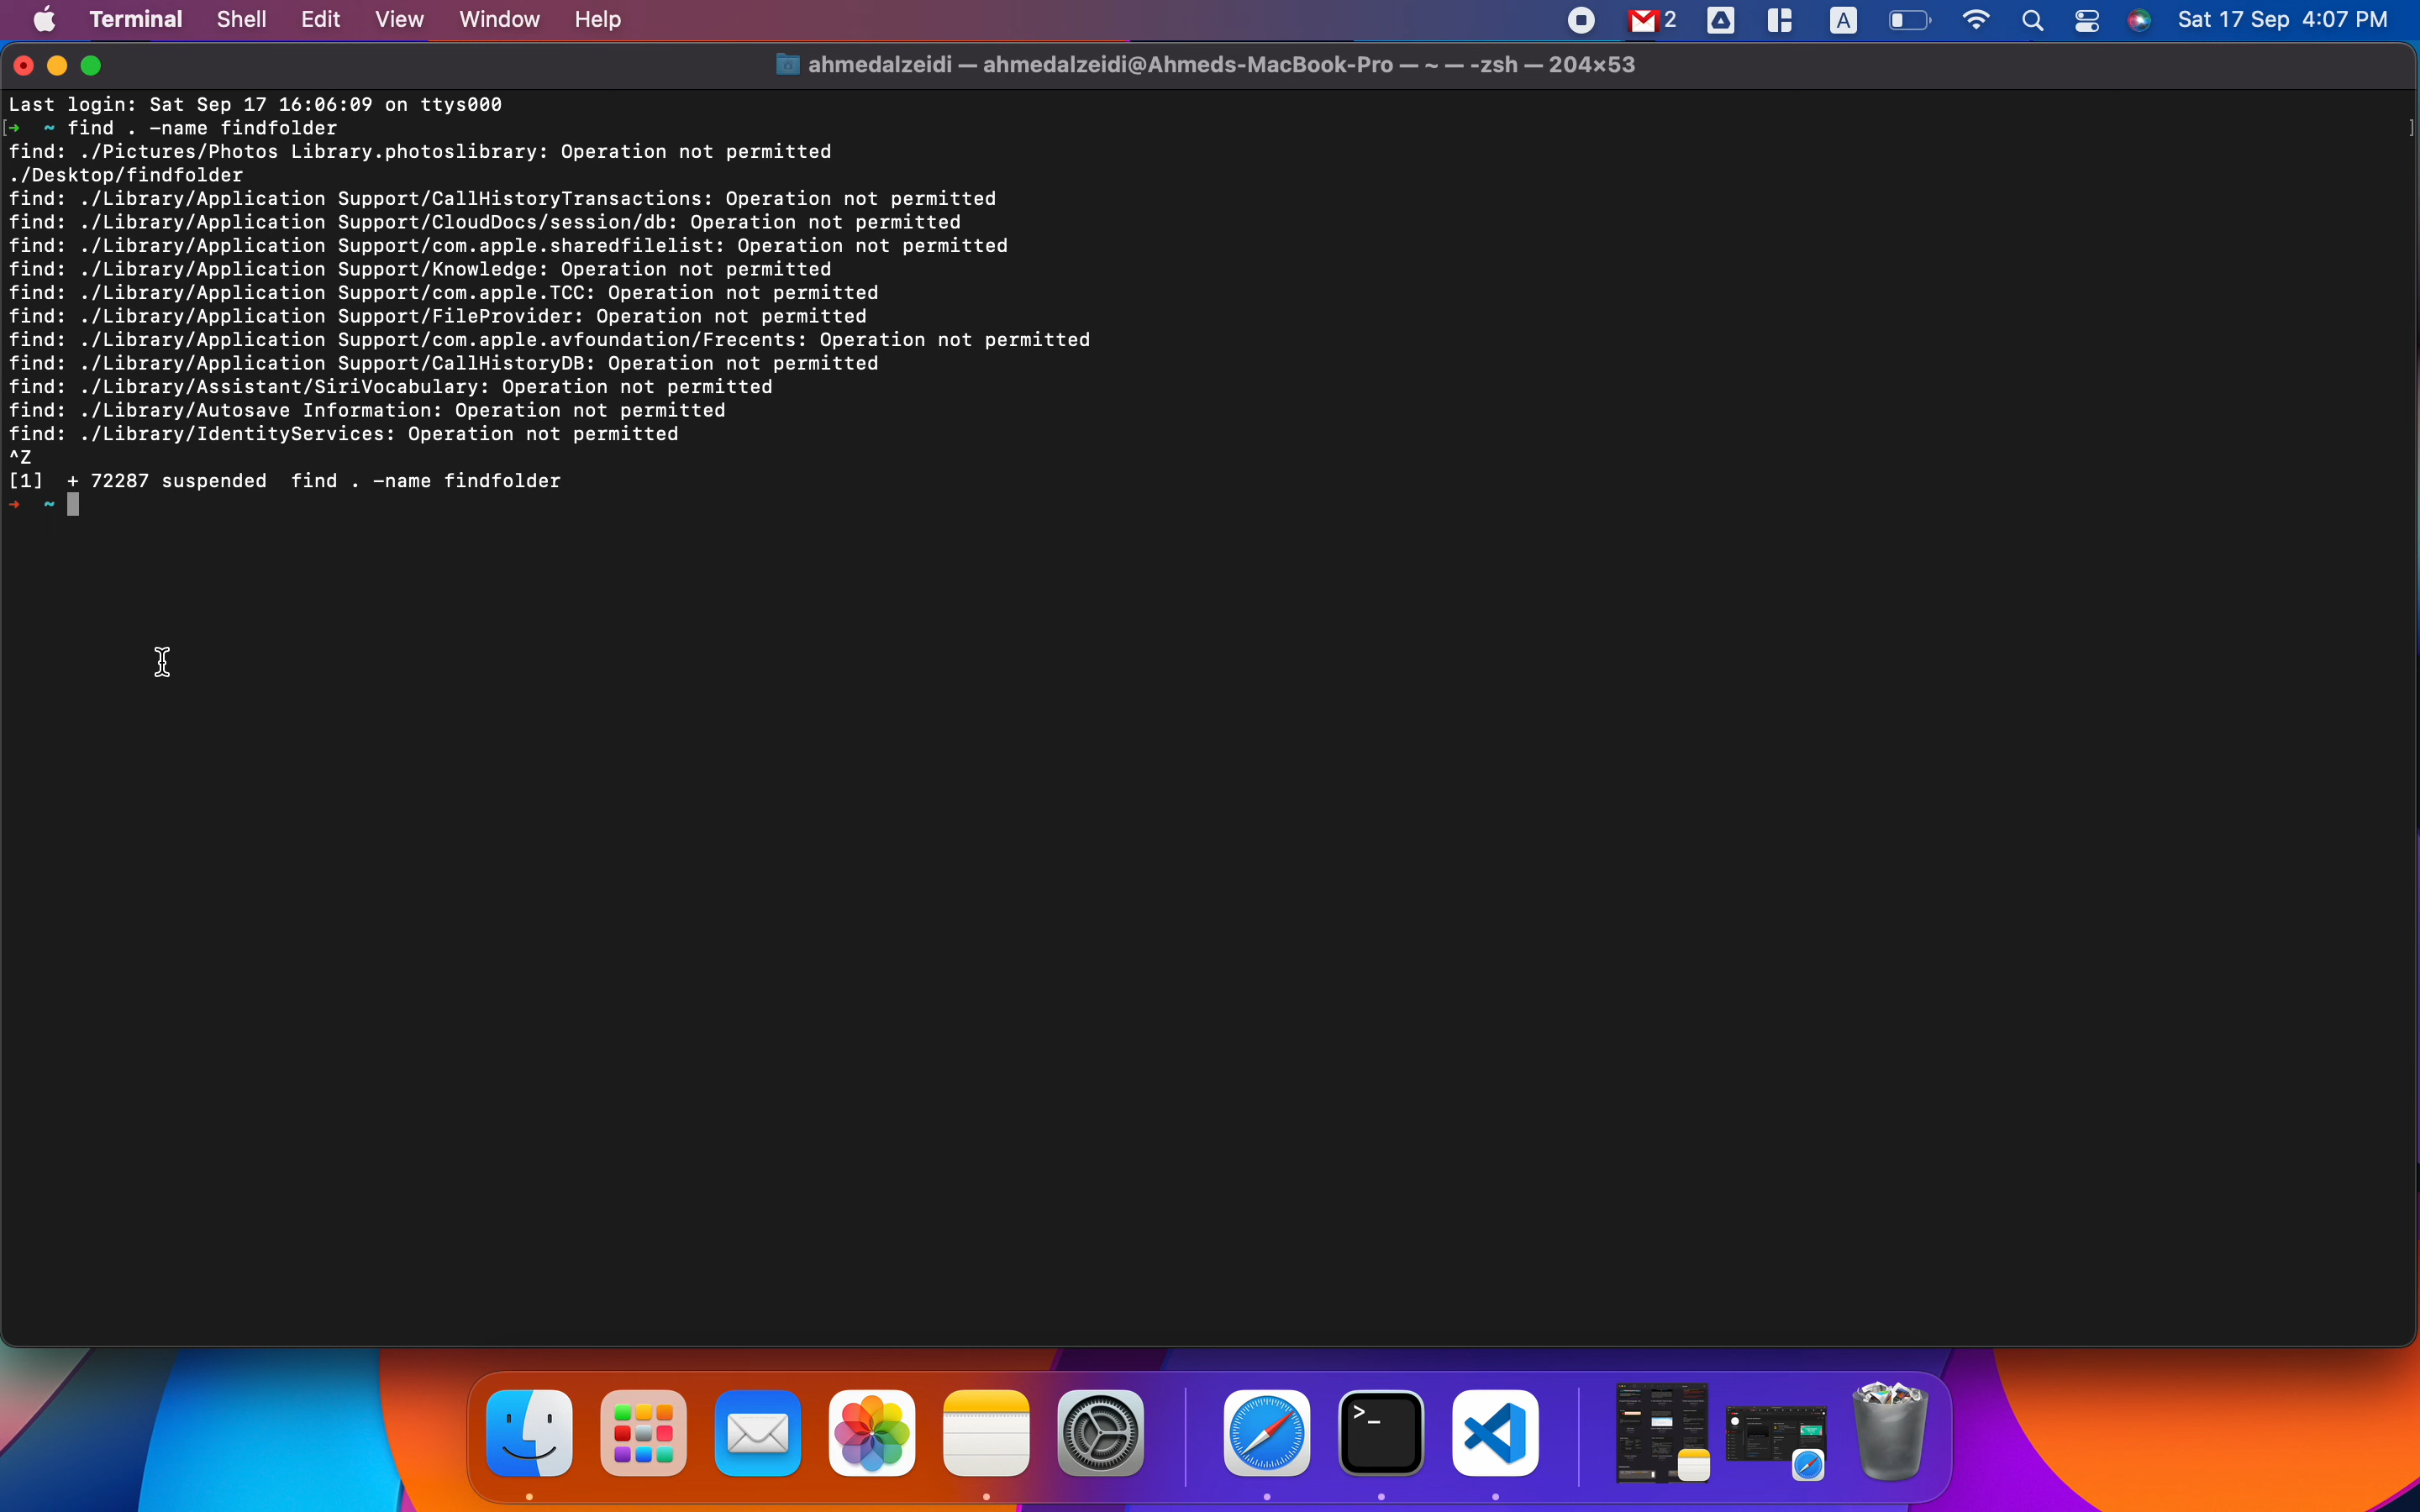 Terminal Shell Edit View Window Help 2 A Sat 17 Sep 4:07 PM
ahmedalzeidi — ahmedalzeidi@Ahmeds-MacBook-Pro — ~ — -zsh — 204×53
Last login: Sat Sep 17 16:06:09 on ttys000
[➜ ~ find . -name findfolder ]
find: ./Pictures/Photos Library.photoslibrary: Operation not permitted
./Desktop/findfolder
find: ./Library/Application Support/CallHistoryTransactions: Operation not permitted
find: ./Library/Application Support/CloudDocs/session/db: Operation not permitted
find: ./Library/Application Support/com.apple.sharedfilelist: Operation not permitted
find: ./Library/Application Support/Knowledge: Operation not permitted
find: ./Library/Application Support/com.apple.TCC: Operation not permitted
find: ./Library/Application Support/FileProvider: Operation not permitted
find: ./Library/Application Support/com.apple.avfoundation/Frecents: Operation not permitted
find: ./Library/Application Support/CallHistoryDB: Operation not permitted
find: ./Library/Assistant/SiriVocabulary: Operation not permitted
find: ./Library/Autosave Information: Operation not permitted
find: ./Library/IdentityServices: Operation not permitted
^Z
[1] + 72287 suspended find . -name findfolder
➜ ~
>_